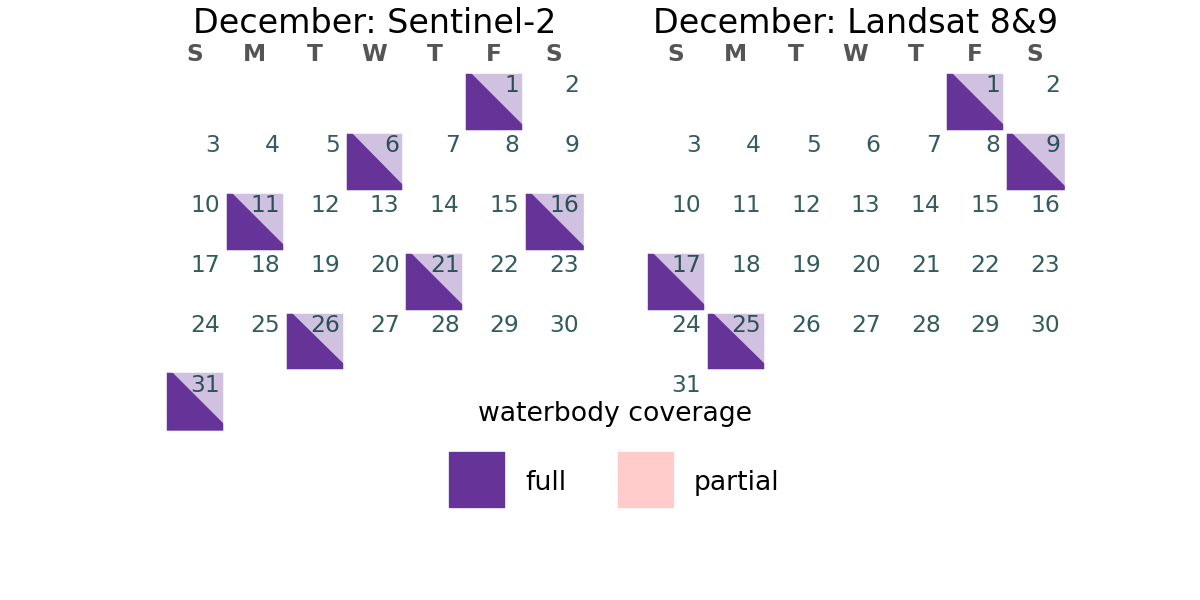 December: Sentinel-2
S M T W T F S
1 2
3 4 5 6 7 8 9
10 11 12 13 14 15 16
17 18 19 20 21 22 23
24 25 26 27 28 29 30
31
December: Landsat 8&9
S M T W T F S
1 2
3 4 5 6 7 8 9
10 11 12 13 14 15 16
17 18 19 20 21 22 23
24 25 26 27 28 29 30
31
waterbody coverage
full partial